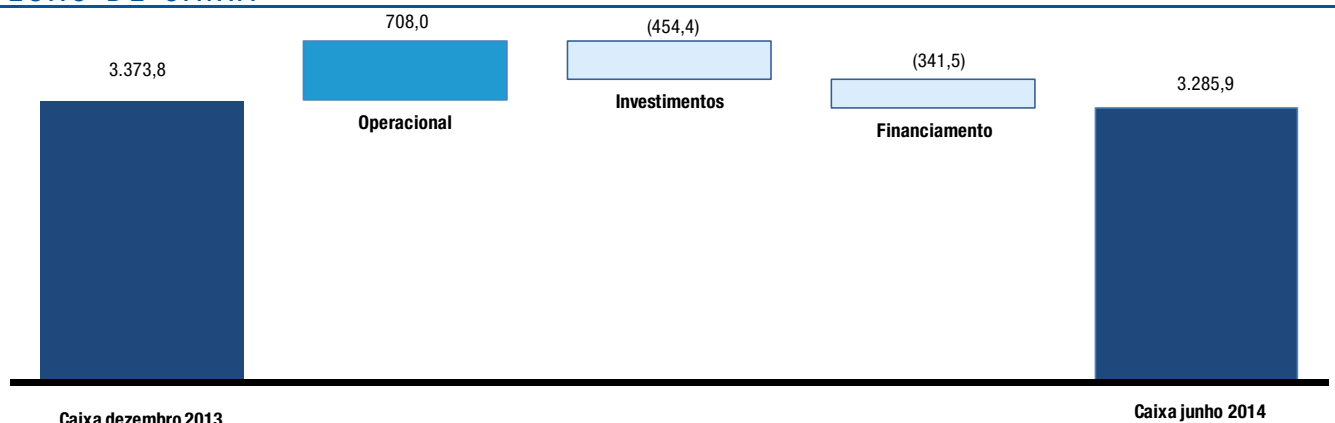 708,0
(454,4)
(341,5)
3.373,8
3.285,9
Investimentos
Operacional
Financiamento
Caixa dezembro 2013
Caixa junho 2014